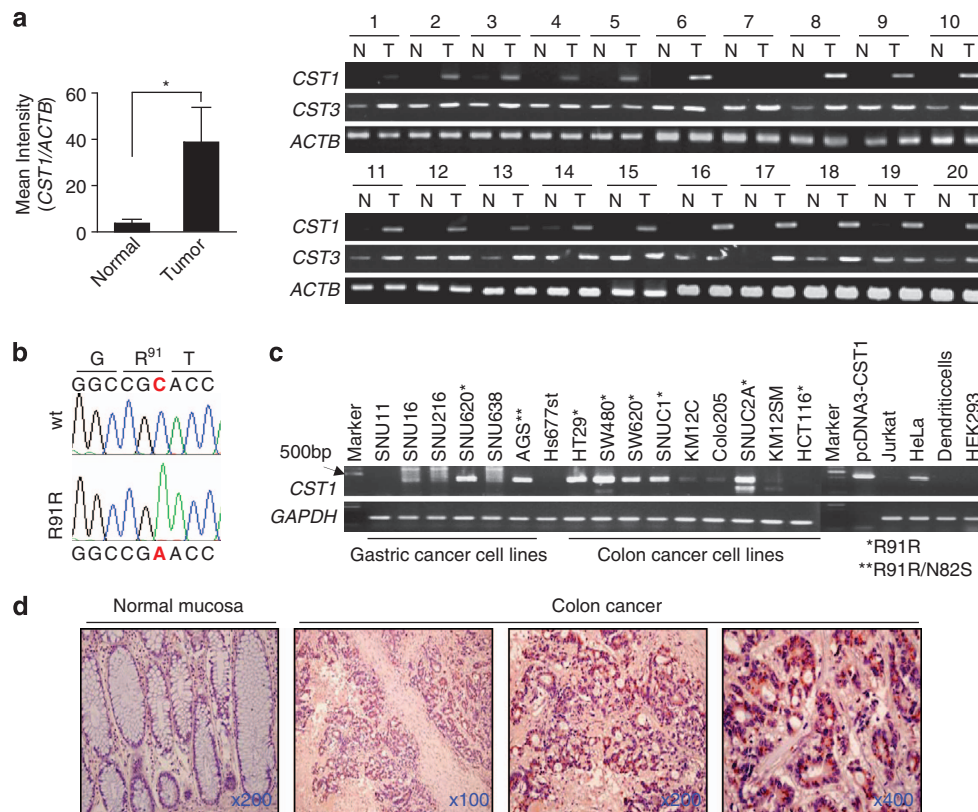 a
Mean Intensity
(CST1/ACTB)
60
40
20
0
*
Normal
Tumor
1 2 3 4 5 6 7 8 9 10
N T N T N T N T N T N T N T N T N T N T
CST1
CST3
ACTB
11 12 13 14 15 16 17 18 19 20
N T N T N T N T N T N T N T N T N T N T
CST1
CST3
ACTB
b
G R91 T
GGCCGCACC
wt
R91R
GGCCGAACC
c
Marker
SNU11
SNU16
SNU216
SNU620*
SNU638
AGS**
Hs677st
HT29*
SW480*
SW620*
SNUC1*
KM12C
Colo205
SNUC2A*
KM12SM
HCT116*
Marker
pcDNA3-CST1
Jurkat
HeLa
Dendriticcells
HEK293
500bp
CST1
GAPDH
Gastric cancer cell lines
Colon cancer cell lines
*R91R
**R91R/N82S
d
Normal mucosa
Colon cancer
x200
x100
x200
x400